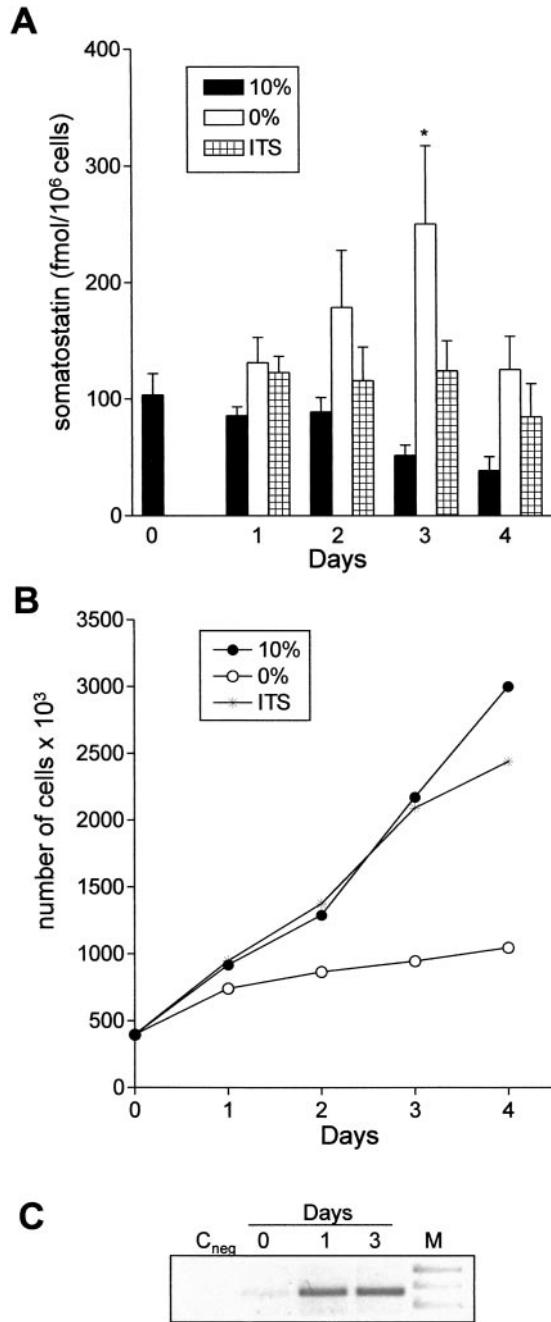 A
400
300
200
100
0
somatostatin (fmol/10⁶ cells)
10%
0%
ITS
*
0 1 2 3 4
Days
B
3500
3000
2500
2000
1500
1000
500
0
number of cells x 10³
10%
0%
ITS
0 1 2 3 4
Days
C
Days
Cneg 0 1 3 M